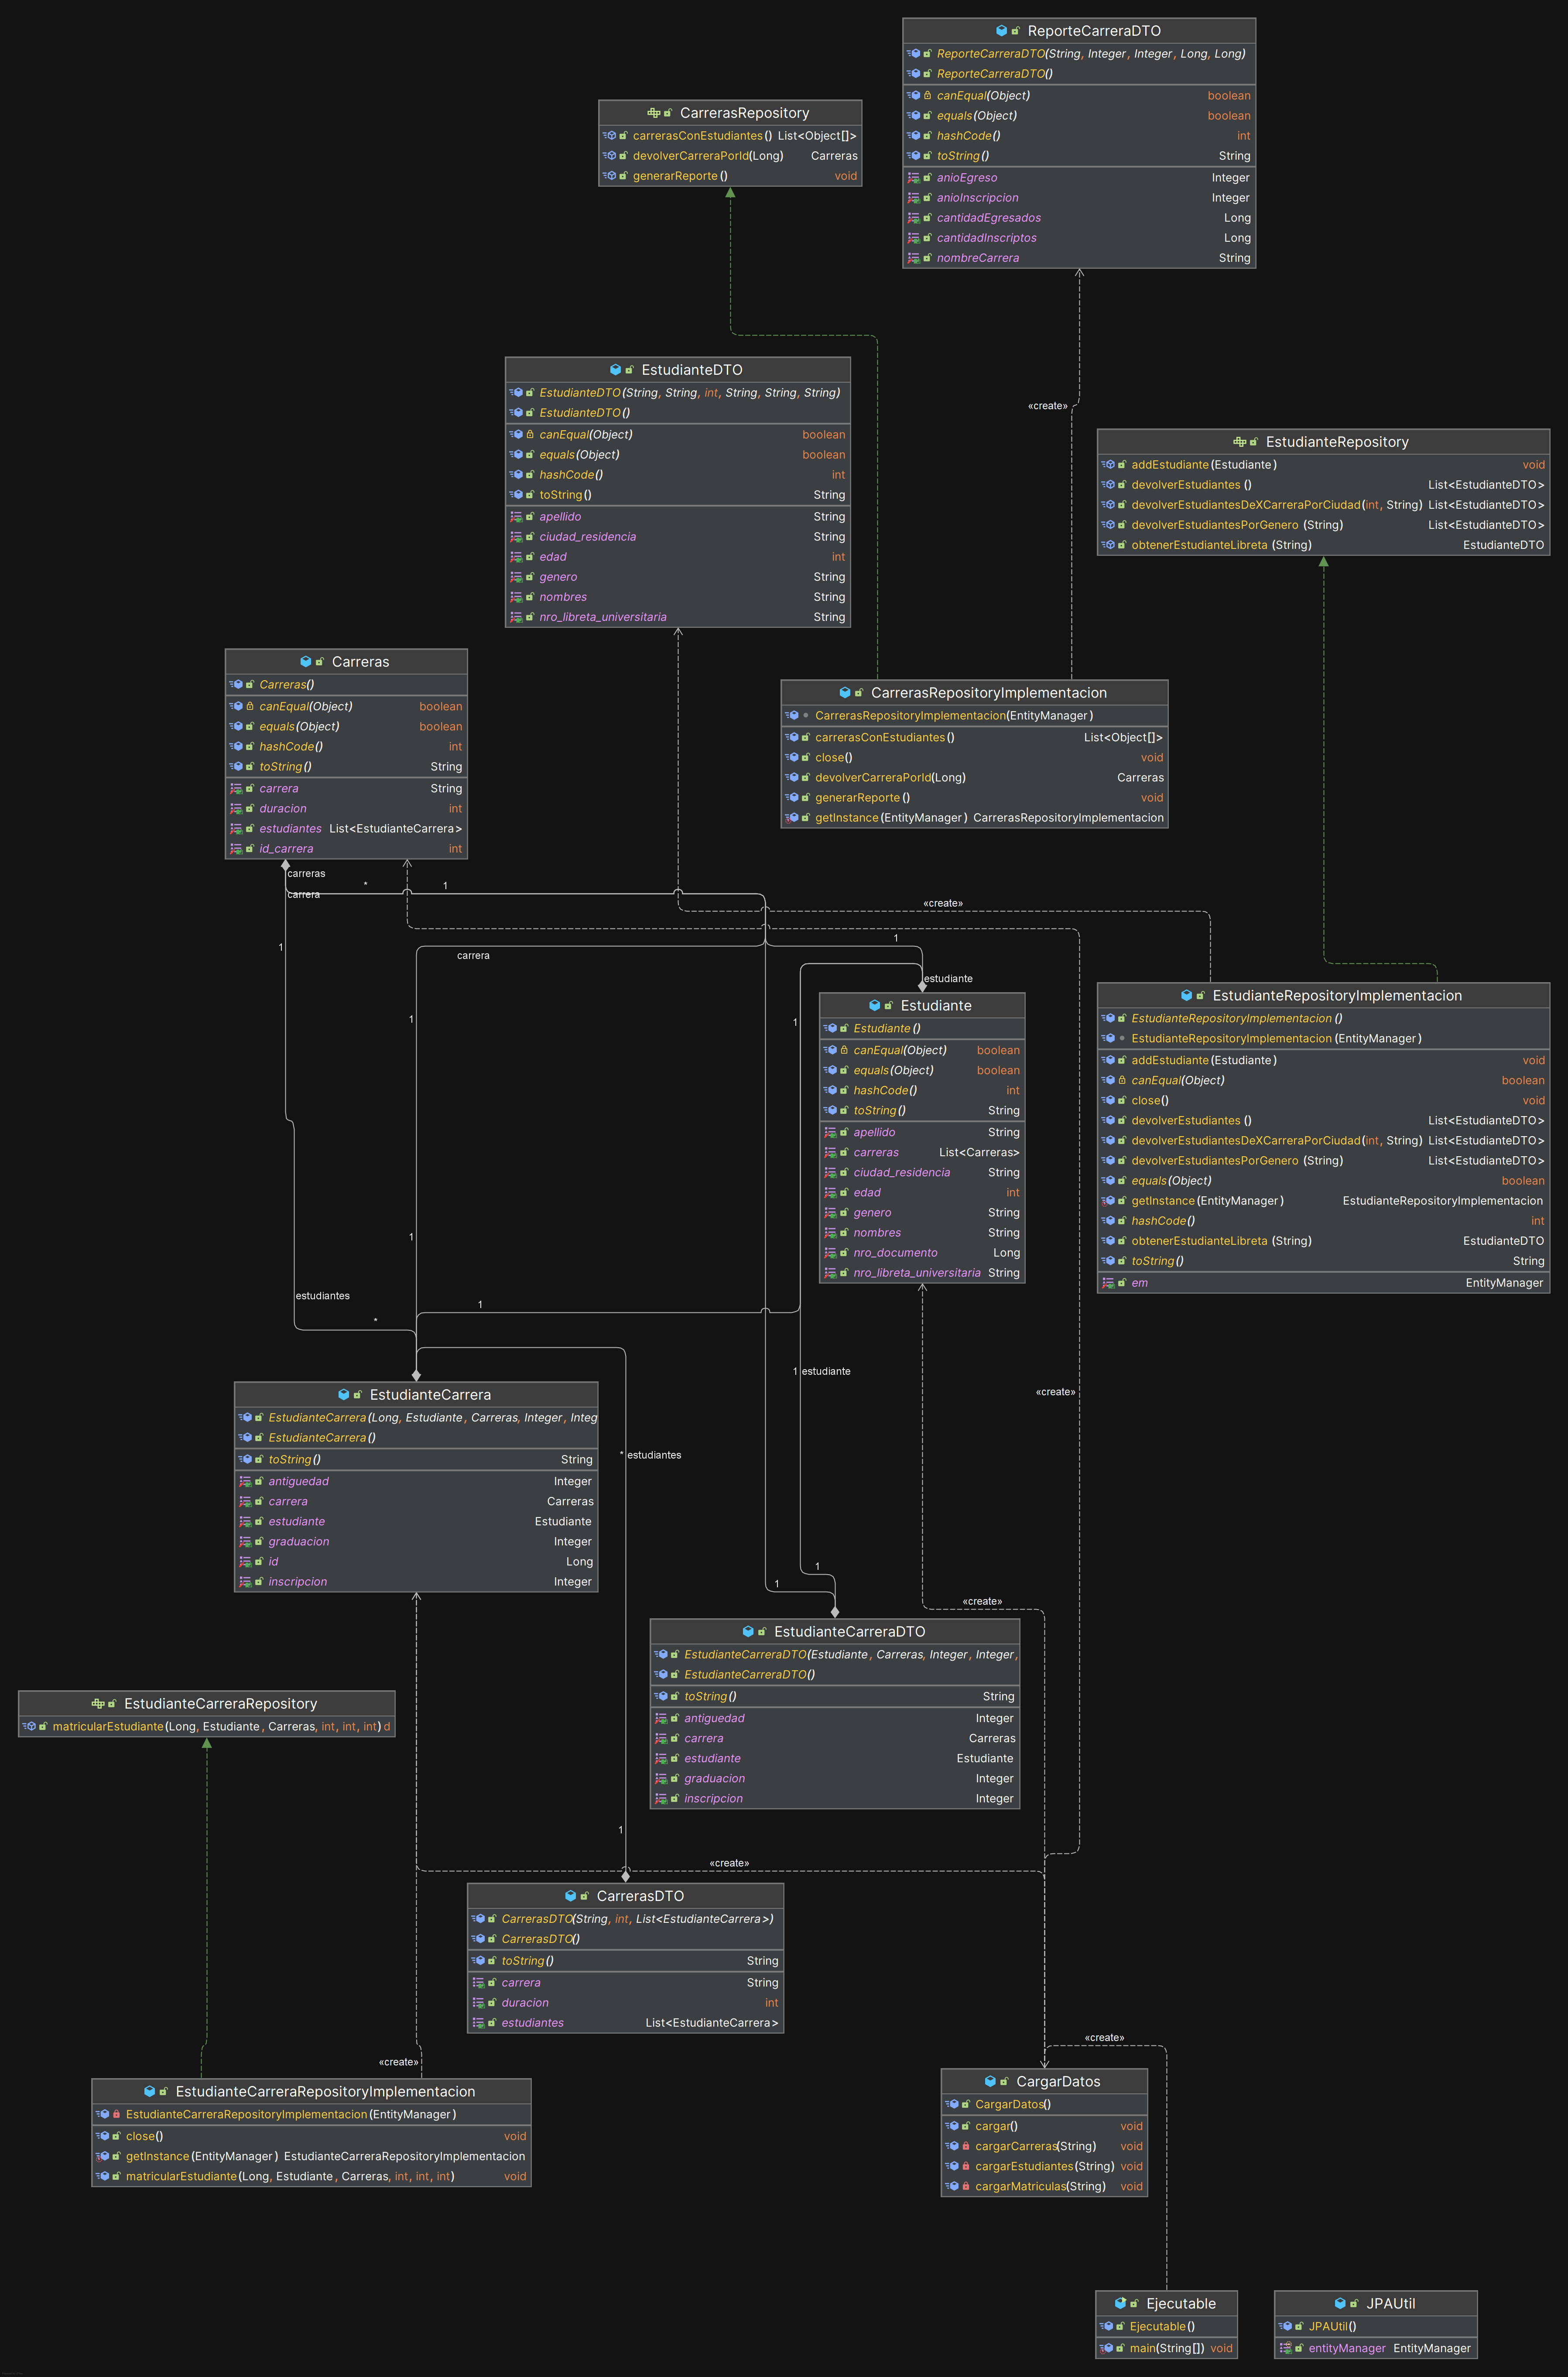 ReporteCarreraDTO
ReporteCarreraDTO(String, Integer, Integer, Long, Long)
ReporteCarreraDTO()
canEqual(Object) boolean
equals(Object) boolean
hashCode() int
toString() String
anioEgreso Integer
anioInscripcion Integer
cantidadEgresados Long
cantidadInscriptos Long
nombreCarrera String
CarrerasRepository
carrerasConEstudiantes() List<Object[]>
devolverCarreraPorId(Long) Carreras
generarReporte() void
EstudianteDTO
EstudianteDTO(String, String, int, String, String, String)
EstudianteDTO()
canEqual(Object) boolean
equals(Object) boolean
hashCode() int
toString() String
apellido String
ciudad_residencia String
edad int
genero String
nombres String
nro_libreta_universitaria String
«create»
EstudianteRepository
addEstudiante(Estudiante) void
devolverEstudiantes() List<EstudianteDTO>
devolverEstudiantesDeXCarreraPorCiudad(int, String) List<EstudianteDTO>
devolverEstudiantesPorGenero(String) List<EstudianteDTO>
obtenerEstudianteLibreta(String) EstudianteDTO
Carreras
Carreras()
canEqual(Object) boolean
equals(Object) boolean
hashCode() int
toString() String
carrera String
duracion int
estudiantes List<EstudianteCarrera>
id_carrera int
CarrerasRepositoryImplementacion
CarrerasRepositoryImplementacion(EntityManager)
carrerasConEstudiantes() List<Object[]>
close() void
devolverCarreraPorId(Long) Carreras
generarReporte() void
getInstance(EntityManager) CarrerasRepositoryImplementacion
carreras
* 1
carrera
«create»
1
1
carrera
estudiante
Estudiante
Estudiante()
canEqual(Object) boolean
equals(Object) boolean
hashCode() int
toString() String
apellido String
carreras List<Carreras>
ciudad_residencia String
edad int
genero String
nombres String
nro_documento Long
nro_libreta_universitaria String
EstudianteRepositoryImplementacion
EstudianteRepositoryImplementacion()
EstudianteRepositoryImplementacion(EntityManager)
addEstudiante(Estudiante) void
canEqual(Object) boolean
close() void
devolverEstudiantes() List<EstudianteDTO>
devolverEstudiantesDeXCarreraPorCiudad(int, String) List<EstudianteDTO>
devolverEstudiantesPorGenero(String) List<EstudianteDTO>
equals(Object) boolean
getInstance(EntityManager) EstudianteRepositoryImplementacion
hashCode() int
obtenerEstudianteLibreta(String) EstudianteDTO
toString() String
em EntityManager
1
1
1
estudiantes
1
*
1 estudiante
«create»
EstudianteCarrera
EstudianteCarrera(Long, Estudiante, Carreras, Integer, Integ
EstudianteCarrera()
toString() String
antiguedad Integer
carrera Carreras
estudiante Estudiante
graduacion Integer
id Long
inscripcion Integer
* estudiantes
1
1
«create»
EstudianteCarreraDTO
EstudianteCarreraDTO(Estudiante, Carreras, Integer, Integer,
EstudianteCarreraDTO()
toString() String
antiguedad Integer
carrera Carreras
estudiante Estudiante
graduacion Integer
inscripcion Integer
EstudianteCarreraRepository
matricularEstudiante(Long, Estudiante, Carreras, int, int, int) d
1
«create»
CarrerasDTO
CarrerasDTO(String, int, List<EstudianteCarrera>)
CarrerasDTO()
toString() String
carrera String
duracion int
estudiantes List<EstudianteCarrera>
«create»
«create»
EstudianteCarreraRepositoryImplementacion
EstudianteCarreraRepositoryImplementacion(EntityManager)
close() void
getInstance(EntityManager) EstudianteCarreraRepositoryImplementacion
matricularEstudiante(Long, Estudiante, Carreras, int, int, int) void
CargarDatos
CargarDatos()
cargar() void
cargarCarreras(String) void
cargarEstudiantes(String) void
cargarMatriculas(String) void
Ejecutable
Ejecutable()
main(String[]) void
JPAUtil
JPAUtil()
entityManager EntityManager